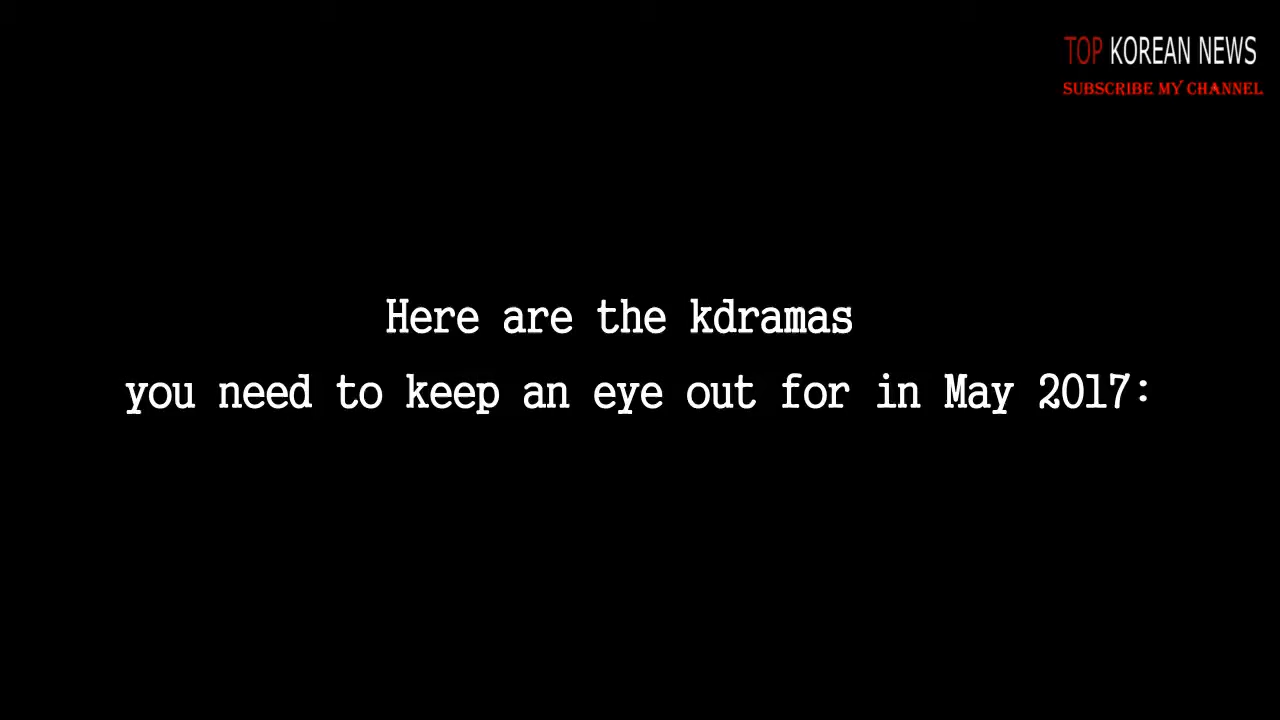 TOP KOREAN NEWS
SUBSCRIBE MY CHANNEL
Here are the kdramas
you need to keep an eye out for in May 2017: